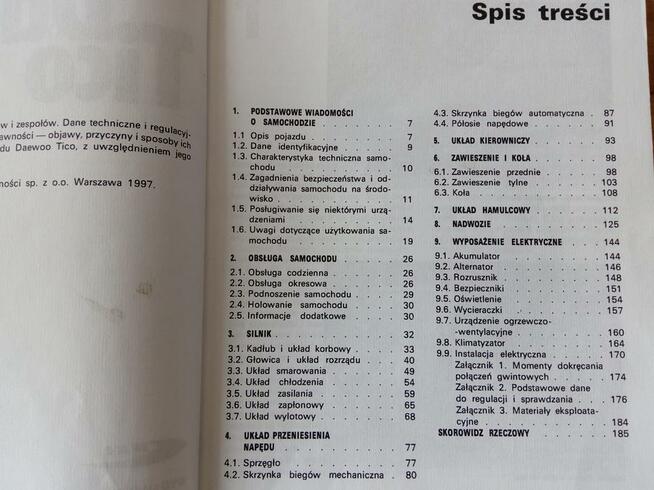 w i zespołów. Dane techniczne i regulacyj-
awności — objawy, przyczyny i sposoby ich
du Daewoo Tico, z uwzględnieniem jego
ności sp. z o.o. Warszawa 1997.
Spis treści
1. PODSTAWOWE WIADOMOŚCI
O SAMOCHODZIE . . . . . . . . 7
1.1 Opis pojazdu . . . . . . . . 7
1.2. Dane identyfikacyjne . . . . . 9
1.3. Charakterystyka techniczna samo-
chodu . . . . . . . . . . 10
1.4. Zagadnienia bezpieczeństwa i od-
działywania samochodu na środo-
wisko . . . . . . . . . . 11
1.5. Posługiwanie się niektórymi urzą-
dzeniami . . . . . . . . . 14
1.6. Uwagi dotyczące użytkowania sa-
mochodu . . . . . . . . . 19
2. OBSŁUGA SAMOCHODU . . . . . 26
2.1. Obsługa codzienna . . . . . . 26
2.2. Obsługa okresowa . . . . . . 26
2.3. Podnoszenie samochodu . . . . 29
2.4. Holowanie samochodu . . . . . 30
2.5. Informacje dodatkowe . . . . . 30
3. SILNIK . . . . . . . . . . 32
3.1. Kadłub i układ korbowy . . . . 33
3.2. Głowica i układ rozrządu . . . . 40
3.3. Układ smarowania . . . . . . 49
3.4. Układ chłodzenia . . . . . . 54
3.5. Układ zasilania . . . . . . . 59
3.6. Układ zapłonowy . . . . . . 65
3.7. Układ wylotowy . . . . . . . 68
4. UKŁAD PRZENIESIENIA
NAPĘDU . . . . . . . . . . 77
4.1. Sprzęgło . . . . . . . . . 77
4.2. Skrzynka biegów mechaniczna . . . 80
4.3. Skrzynka biegów automatyczna . . . 87
4.4. Półosie napędowe . . . . . . 91
5. UKŁAD KIEROWNICZY . . . . . 93
6. ZAWIESZENIE I KOŁA . . . . . 98
6.1. Zawieszenie przednie . . . . . 98
6.2. Zawieszenie tylne . . . . . . 103
6.3. Koła . . . . . . . . . . 108
7. UKŁAD HAMULCOWY . . . . . 112
8. NADWOZIE . . . . . . . . 125
9. WYPOSAŻENIE ELEKTRYCZNE . . . 144
9.1. Akumulator . . . . . . . . 144
9.2. Alternator . . . . . . . . 146
9.3. Rozrusznik . . . . . . . . 148
9.4. Bezpieczniki . . . . . . . . 151
9.5. Oświetlenie . . . . . . . . 154
9.6. Wycieraczki . . . . . . . . 157
9.7. Urządzenie ogrzewczo-
-wentylacyjne . . . . . . . 160
9.8. Klimatyzator . . . . . . . 164
9.9. Instalacja elektryczna . . . . . 170
Załącznik 1. Momenty dokręcania
połączeń gwintowych . . . . . 174
Załącznik 2. Podstawowe dane
do regulacji i sprawdzania . . . . 176
Załącznik 3. Materiały eksploata-
cyjne . . . . . . . . . . 184
SKOROWIDZ RZECZOWY . . . . . 185